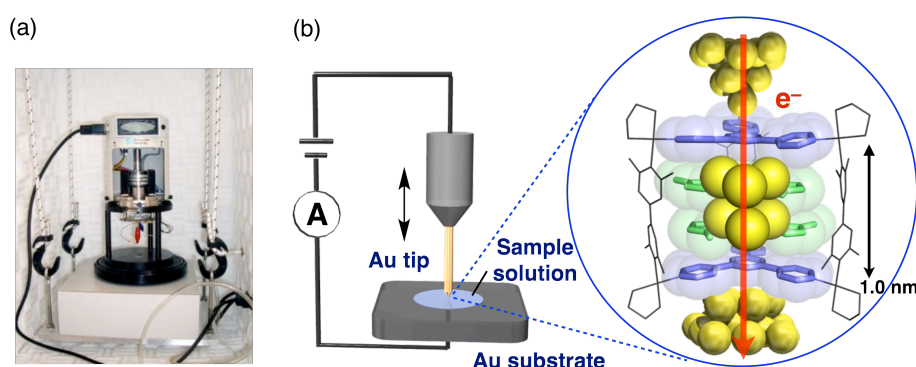 (a)
(b)
e⁻
A
Au tip
Sample
solution
1.0 nm
Au substrate